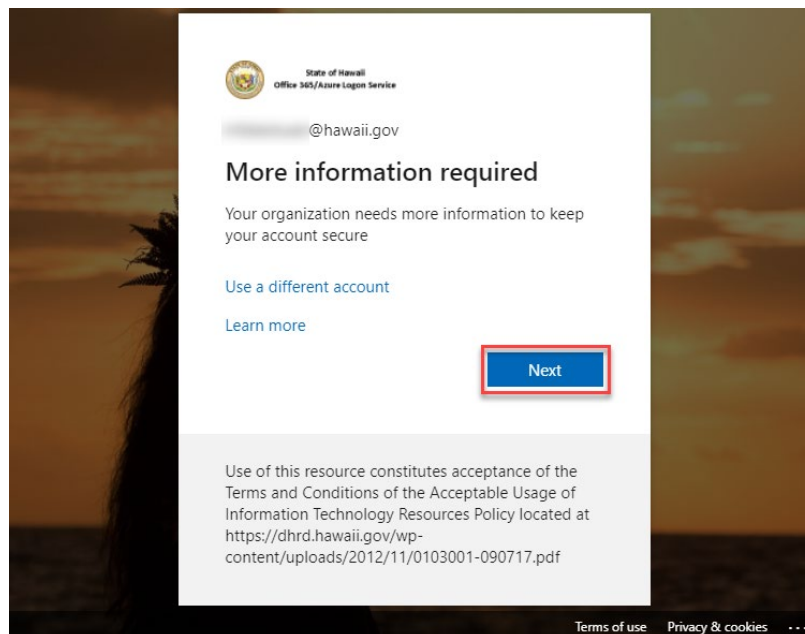 State of Hawaii
Office 365/Azure Logon Service
@hawaii.gov
More information required
Your organization needs more information to keep
your account secure
Use a different account
Learn more
Next
Use of this resource constitutes acceptance of the
Terms and Conditions of the Acceptable Usage of
Information Technology Resources Policy located at
https://dhrd.hawaii.gov/wp-
content/uploads/2012/11/0103001-090717.pdf
Terms of use Privacy & cookies ...